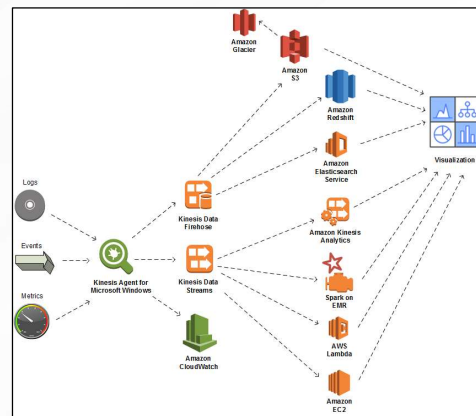 Amazon
Glacier
Amazon
S3
Amazon
Redshift
Amazon
Elasticsearch
Service
Visualization
Logs
Kinesis Data
Firehose
Amazon Kinesis
Analytics
Events
Kinesis Agent for
Microsoft Windows
Kinesis Data
Streams
Spark on
EMR
Metrics
Amazon
CloudWatch
AWS
Lambda
Amazon
EC2